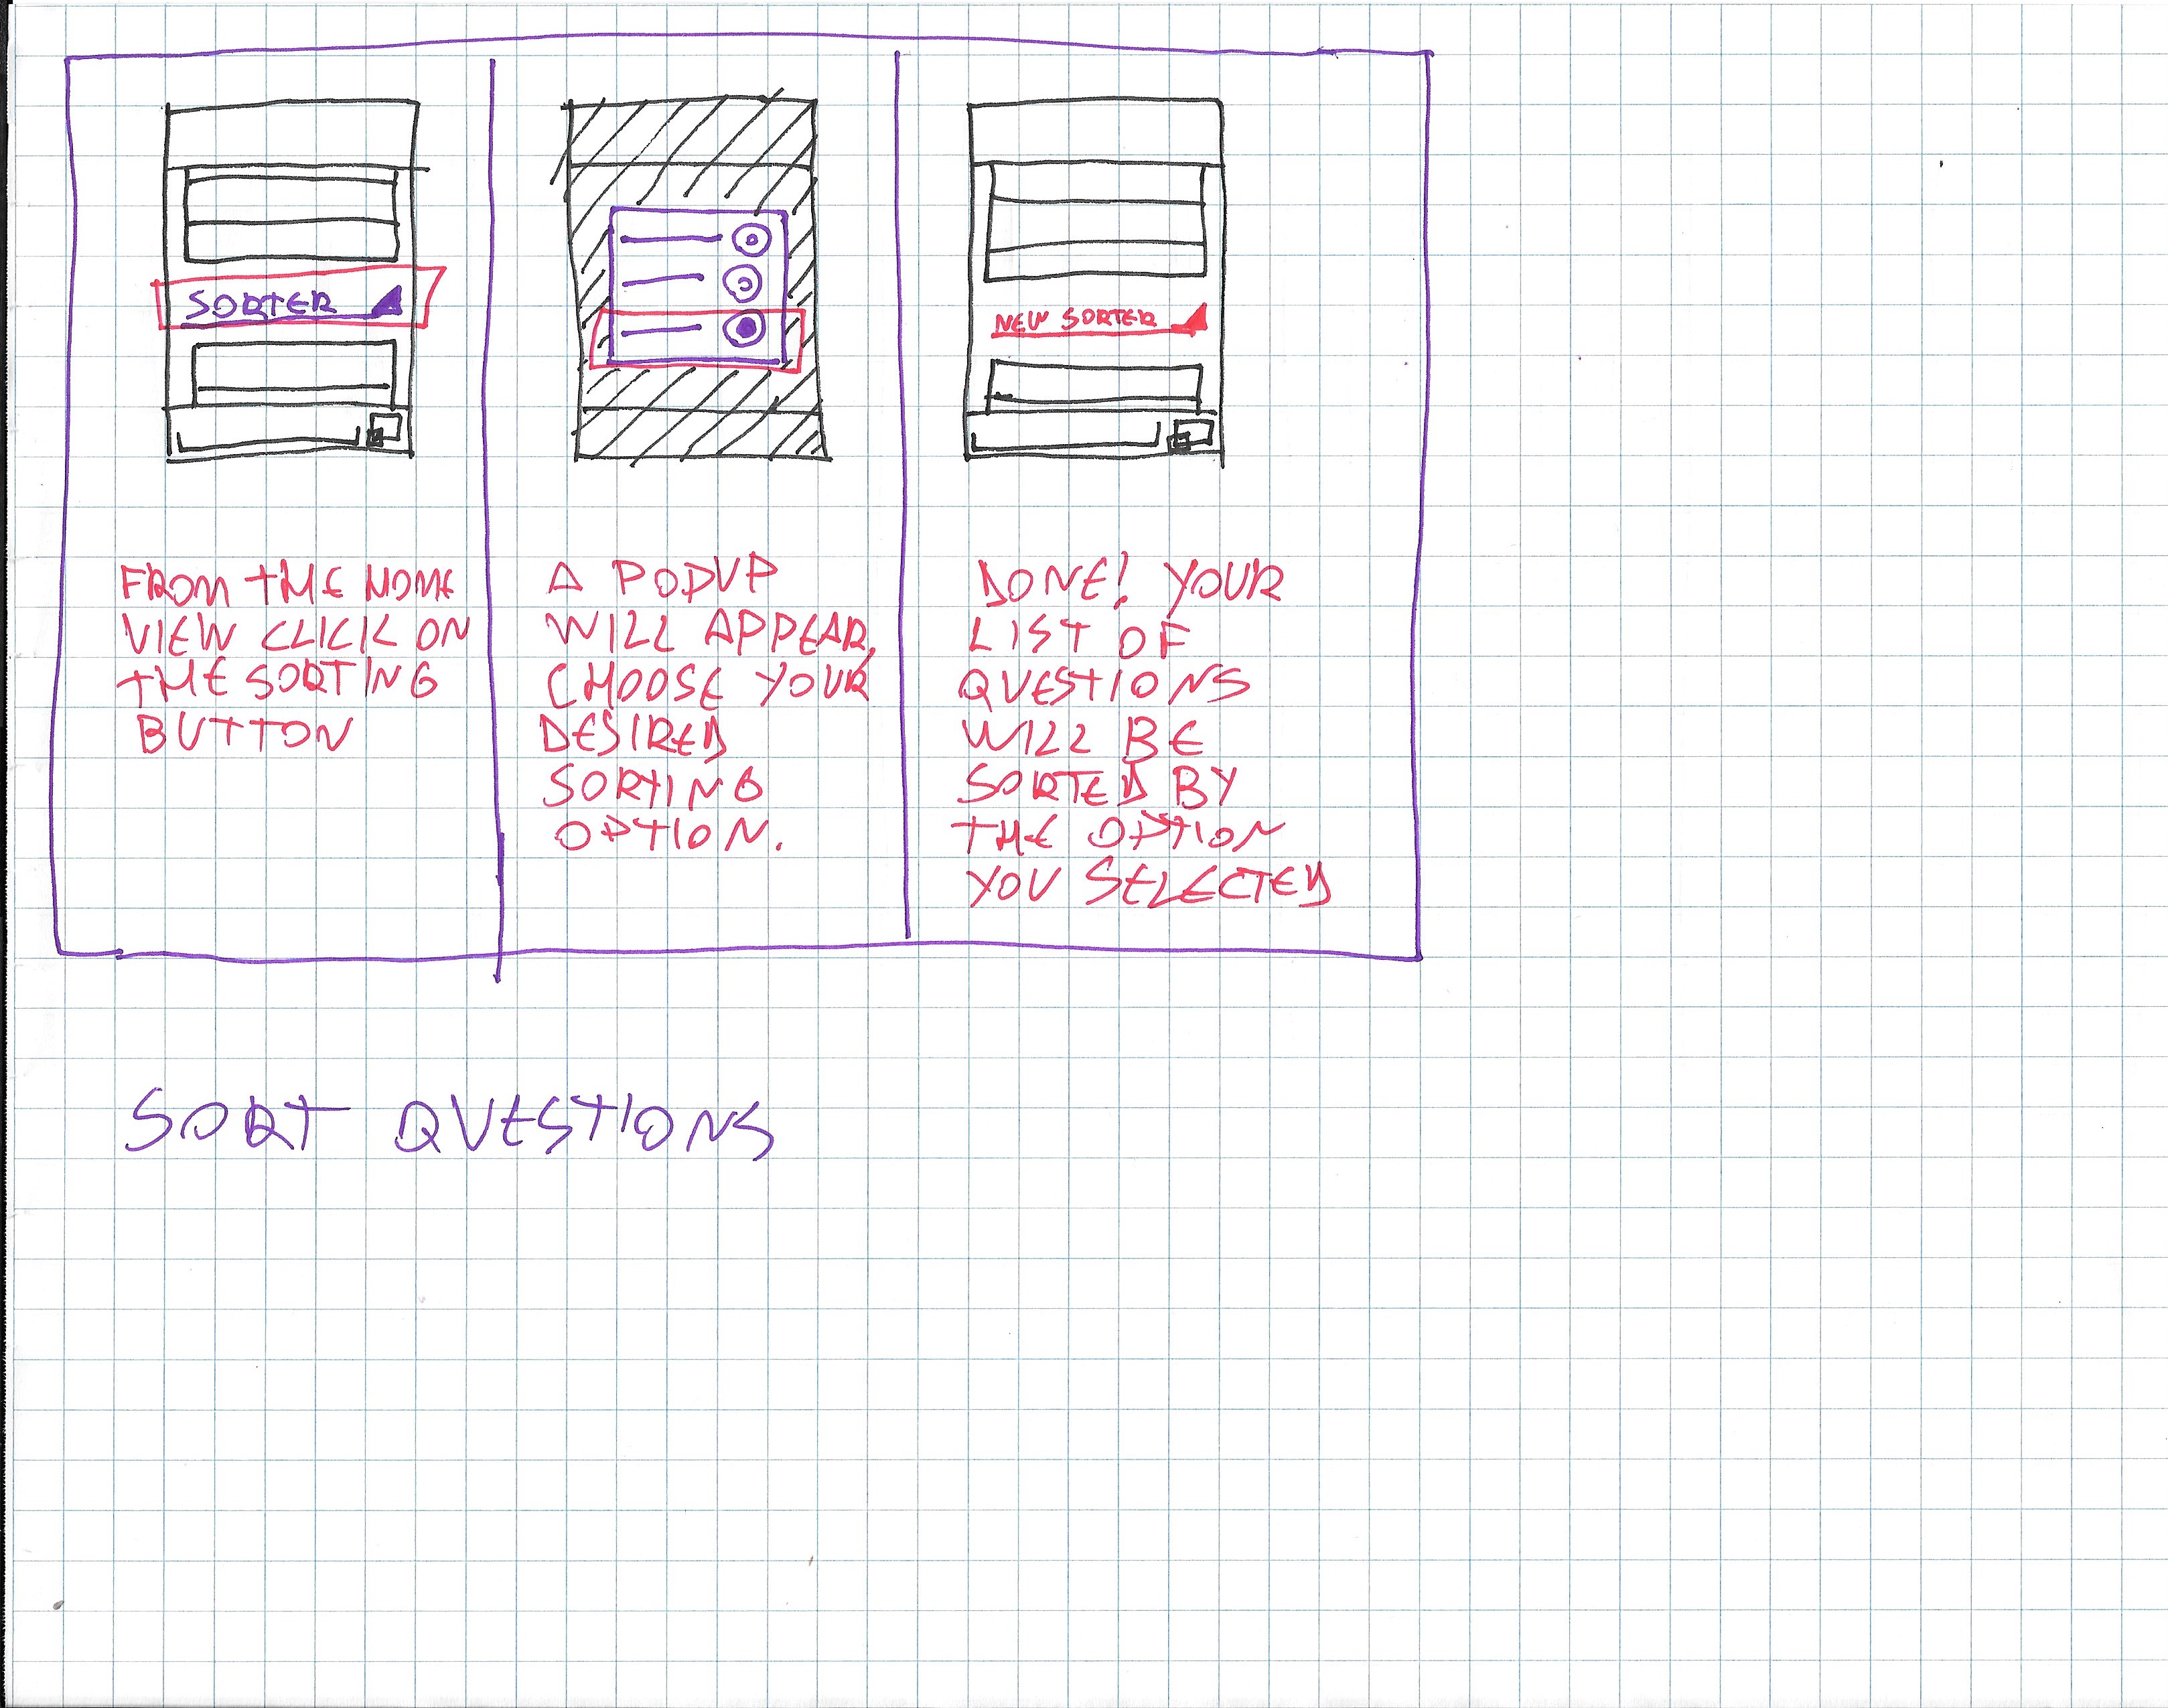 SORTER
NEW SORTER
FROM THE HOME
VIEW CLICK ON
THE SORTING
BUTTON
A POPUP
WILL APPEAR,
CHOOSE YOUR
DESIRED
SORTING
OPTION.
DONE! YOUR
LIST OF
QUESTIONS
WILL BE
SORTED BY
THE OPTION
YOU SELECTED
SORT QUESTIONS